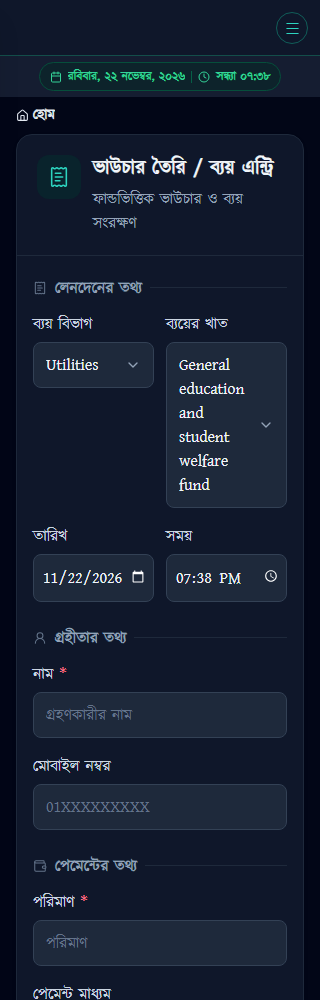 রবিবার, ২২ নভেম্বর, ২০২৬ | সন্ধ্যা ০৭:৩৮
হোম
ভাউচার তৈরি / ব্যয় এন্ট্রি
ফান্ডভিত্তিক ভাউচার ও ব্যয়
সংরক্ষণ
লেনদেনের তথ্য
ব্যয় বিভাগ
Utilities
ব্যয়ের খাত
General
education
and
student
welfare
fund
তারিখ
11/22/2026
সময়
07:38 PM
গ্রহীতার তথ্য
নাম *
গ্রহণকারীর নাম
মোবাইল নম্বর
01XXXXXXXXX
পেমেন্টের তথ্য
পরিমাণ *
পরিমাণ
পেমেন্ট মাধ্যম